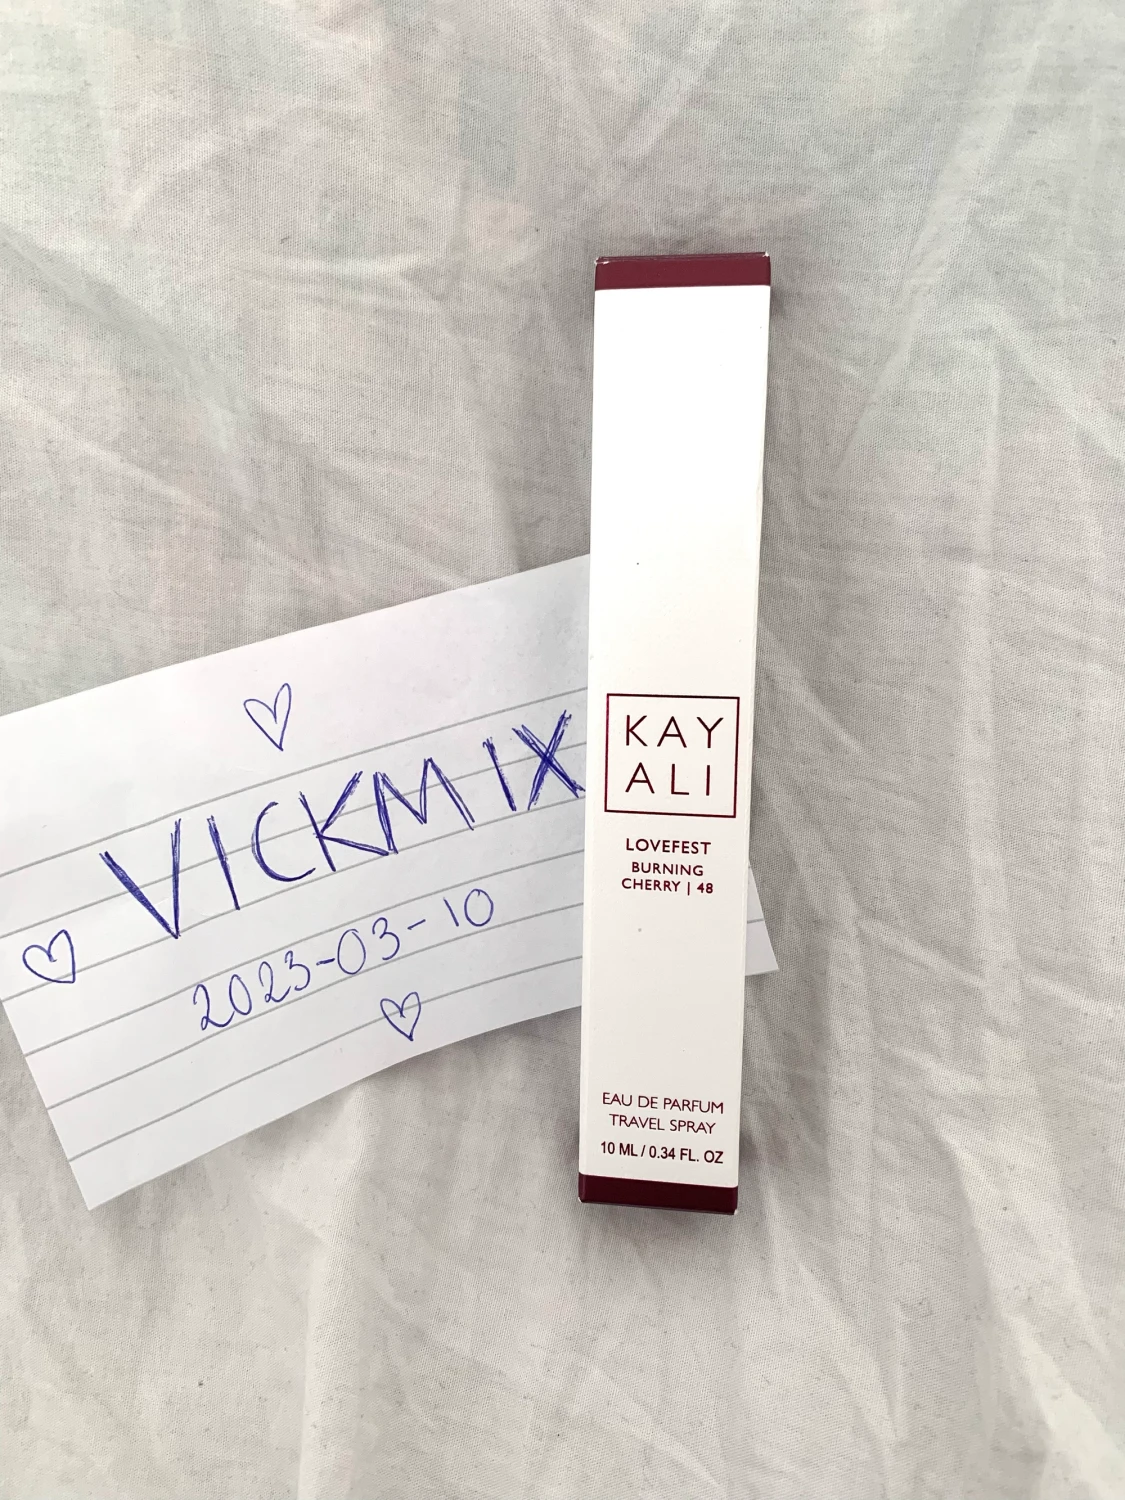 VICKMIX
2023-03-10
KAY
ALI
LOVEFEST
BURNING
CHERRY | 48
EAU DE PARFUM
TRAVEL SPRAY
10 ML / 0.34 FL. OZ